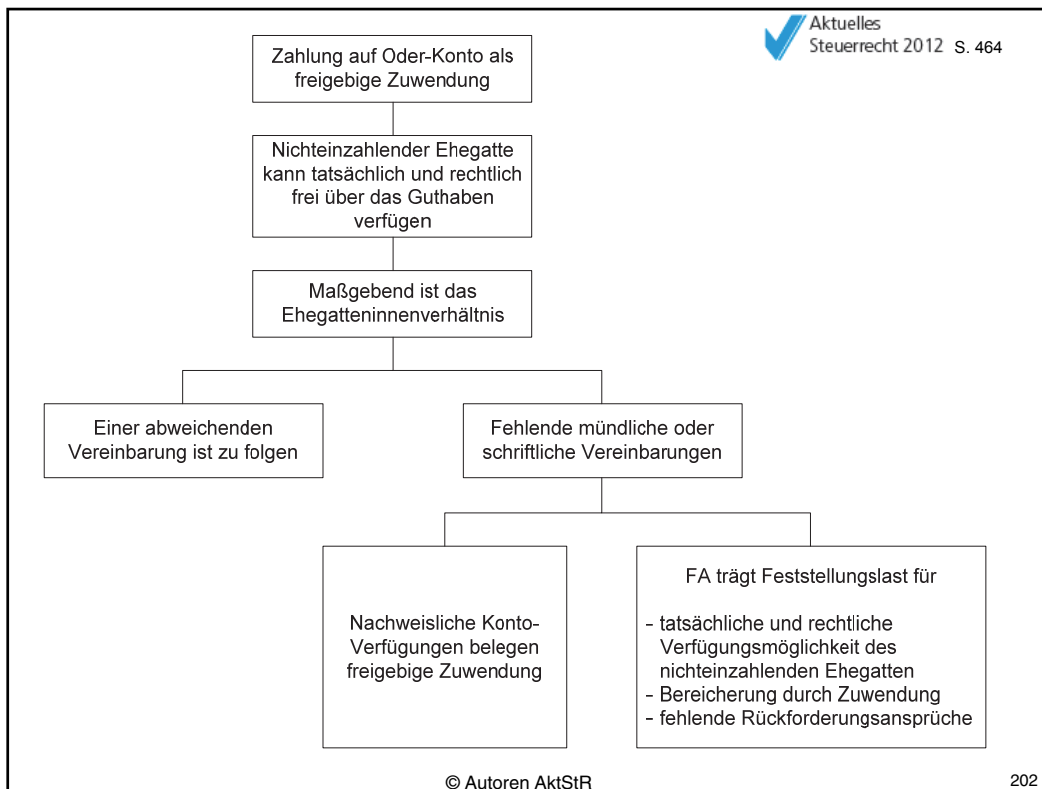 Aktuelles
Steuerrecht 2012 S. 464
Zahlung auf Oder-Konto als
freigebige Zuwendung
Nichteinzahlender Ehegatte
kann tatsächlich und rechtlich
frei über das Guthaben
verfügen
Maßgebend ist das
Ehegatteninnenverhältnis
Einer abweichenden
Vereinbarung ist zu folgen
Fehlende mündliche oder
schriftliche Vereinbarungen
Nachweisliche Konto-
Verfügungen belegen
freigebige Zuwendung
FA trägt Feststellungslast für
- tatsächliche und rechtliche
Verfügungsmöglichkeit des
nichteinzahlenden Ehegatten
- Bereicherung durch Zuwendung
- fehlende Rückforderungsansprüche
© Autoren AktStR
202